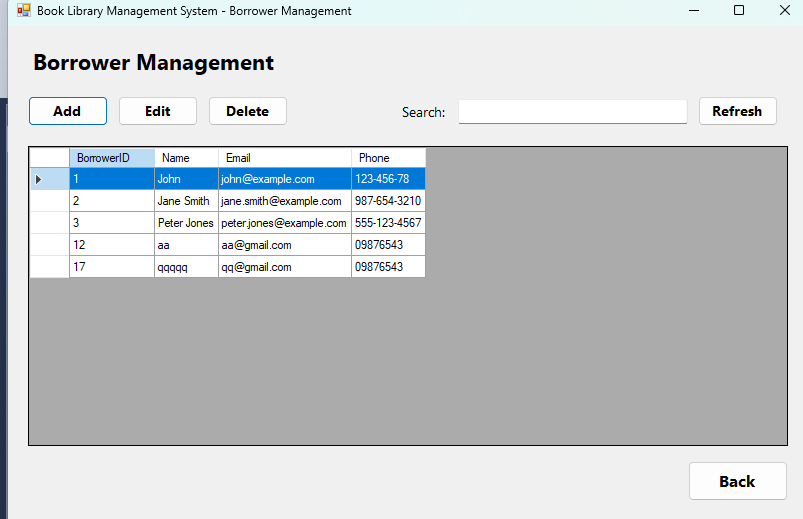 Book Library Management System - Borrower Management
Borrower Management
Add Edit Delete Search: Refresh
BorrowerID Name Email Phone
1 John john@example.com 123-456-78
2 Jane Smith jane.smith@example.com 987-654-3210
3 Peter Jones peter.jones@example.com 555-123-4567
12 aa aa@gmail.com 09876543
17 qqqqq qq@gmail.com 09876543
Back